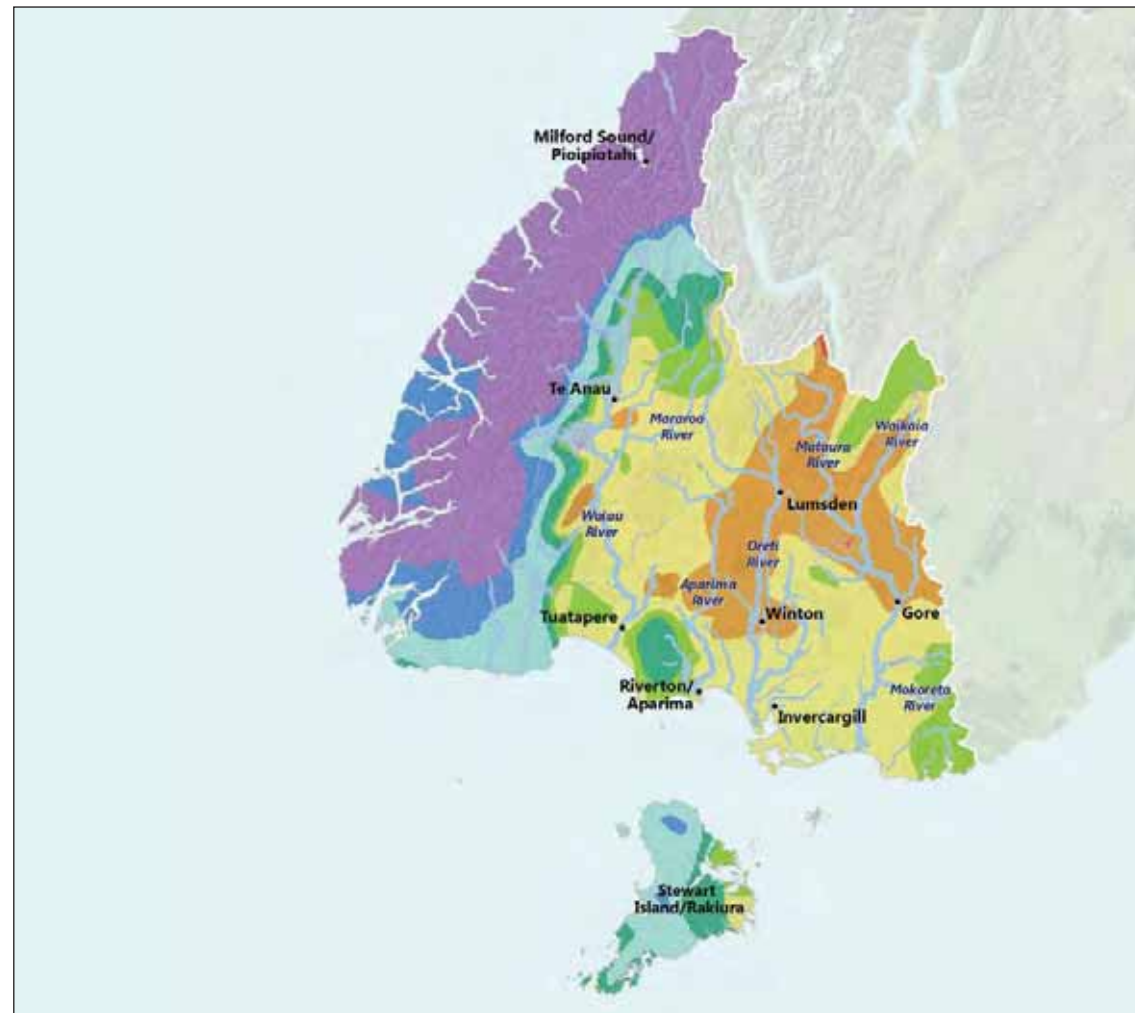 Milford Sound/
Pioipiotahi
Te Anau
Mararoa
River
Waikaia
River
Mataura
River
Lumsden
Waiau
River
Oreti
River
Aparima
River
Gore
Winton
Tuatapere
Riverton/
Aparima
Mokoreta
River
Invercargill
Stewart
Island/Rakiura